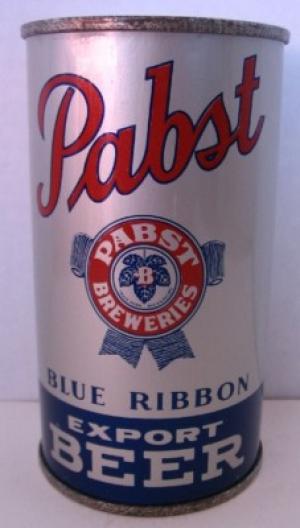 Pabst
PABST
B
BREWERIES
BLUE RIBBON
EXPORT
BEER